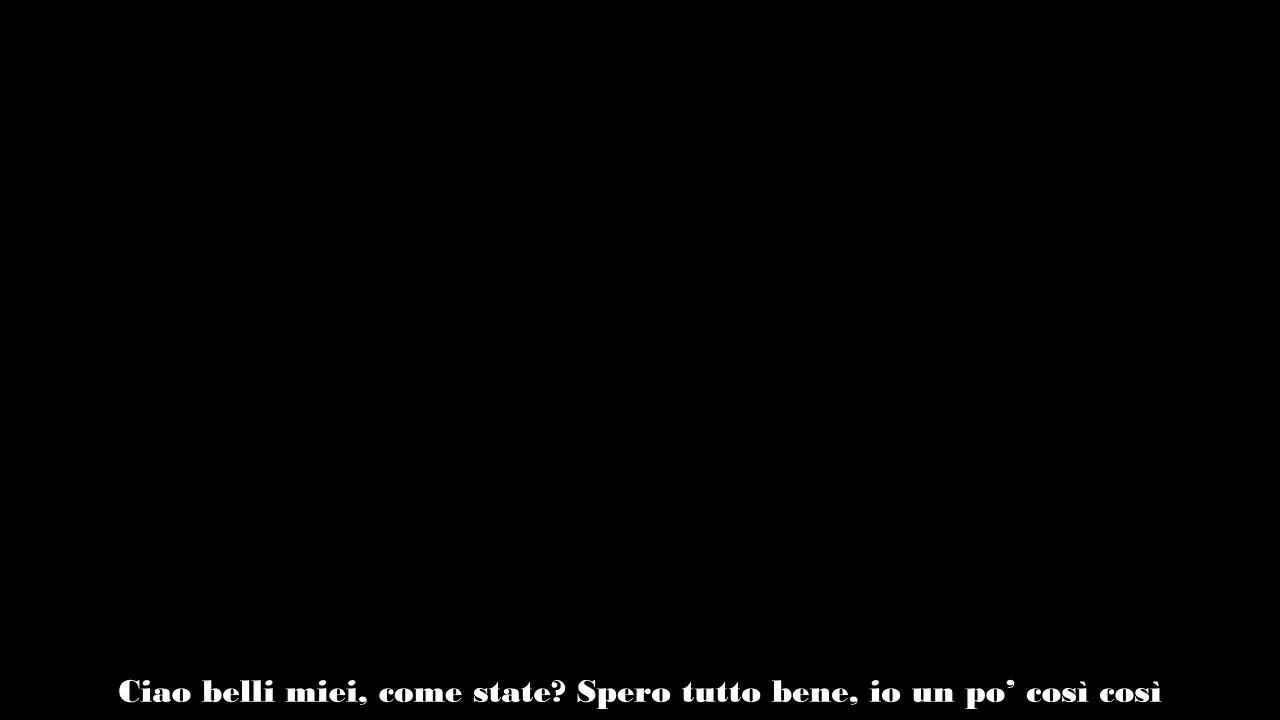 Ciao belli miei, come state? Spero tutto bene, io un po’ così così